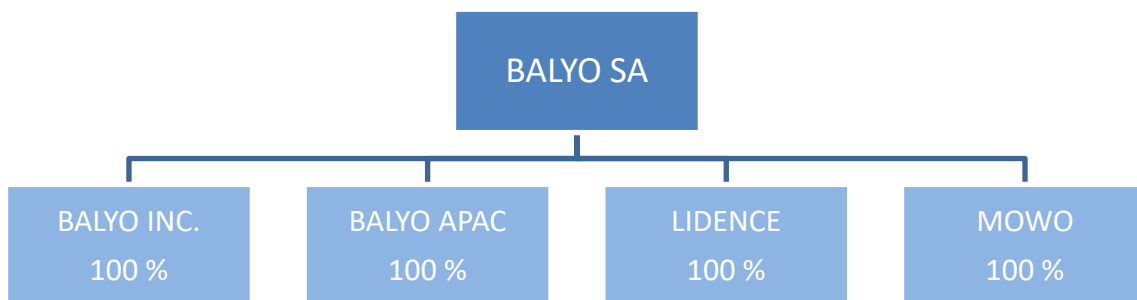 BALYO SA
BALYO INC.
100 %
BALYO APAC
100 %
LIDENCE
100 %
MOWO
100 %